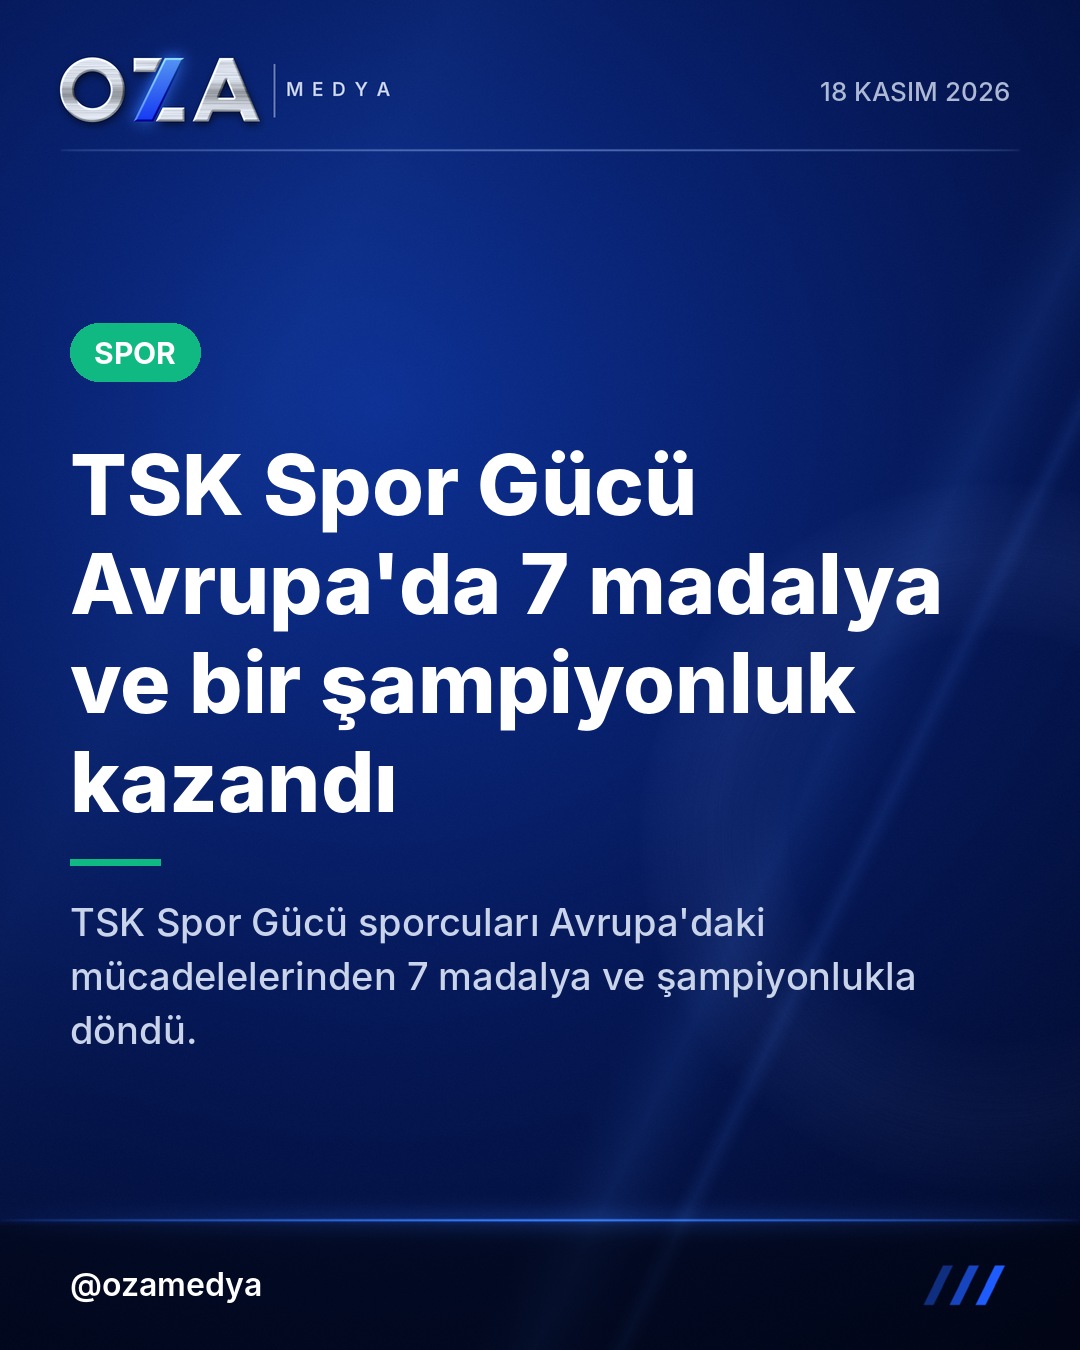 OZA MEDYA
18 KASIM 2026
SPOR
TSK Spor Gücü
Avrupa'da 7 madalya
ve bir şampiyonluk
kazandı
TSK Spor Gücü sporcuları Avrupa'daki
mücadelelerinden 7 madalya ve şampiyonlukla
döndü.
@ozamedya